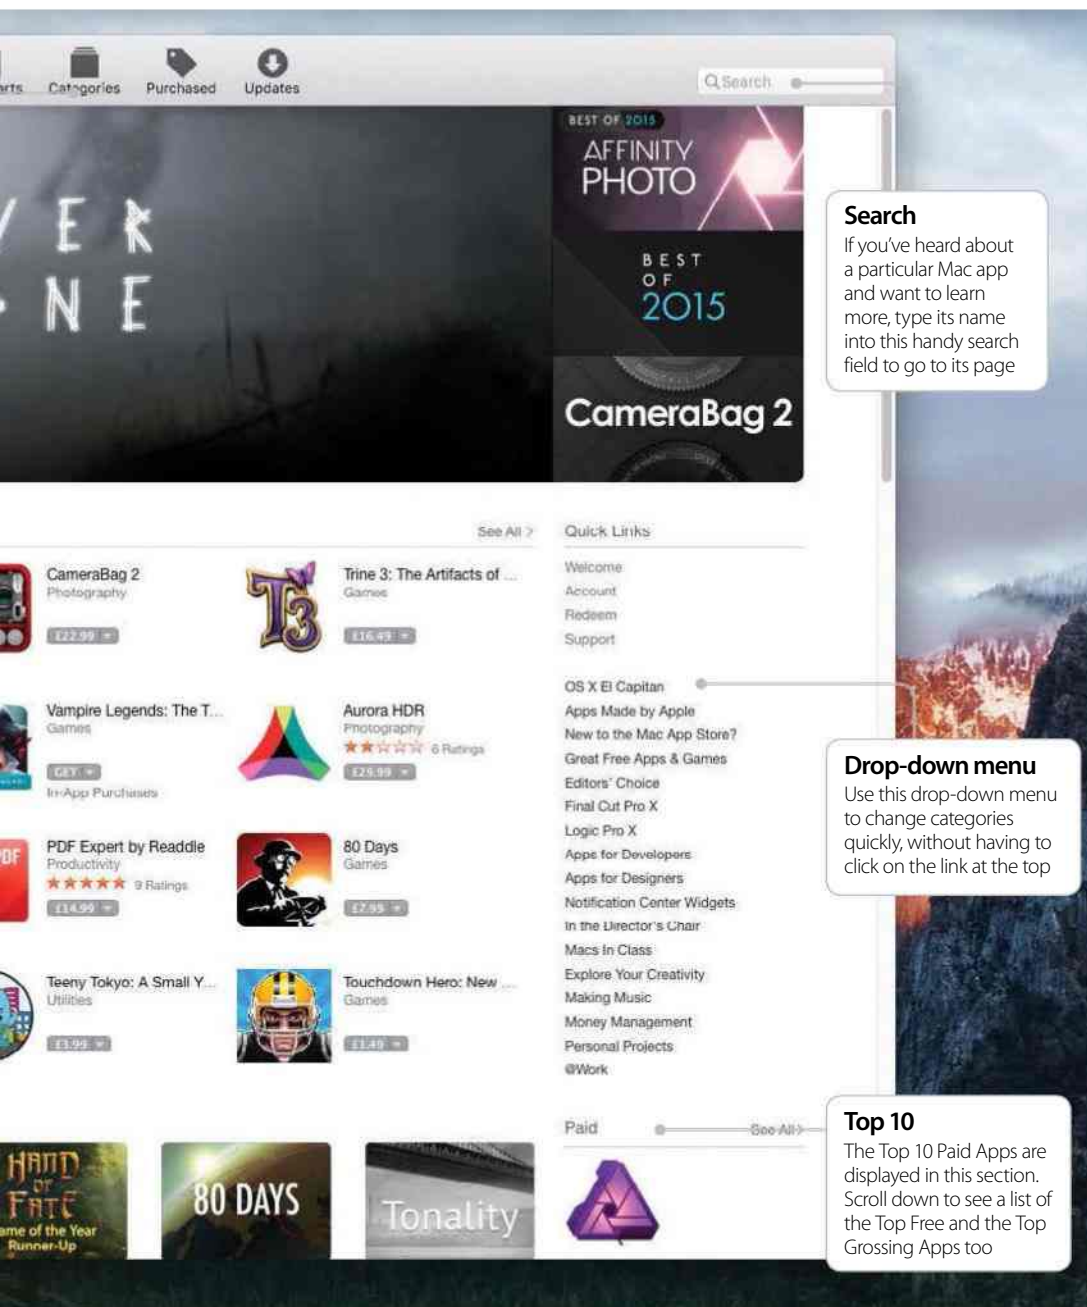 Categories Purchased Updates
Search
BEST OF 2015
AFFINITY
PHOTO
VER
NE
BEST
OF
2015
CameraBag 2
Search
If you've heard about
a particular Mac app
and want to learn
more, type its name
into this handy search
field to go to its page
See All >
Quick Links
CameraBag 2
Photography
£22.99
Trine 3: The Artifacts of ...
Games
£16.49
Welcome
Account
Redeem
Support
Vampire Legends: The T...
Games
GET
In-App Purchases
Aurora HDR
Photography
6 Ratings
£29.99
PDF
PDF Expert by Readdle
Productivity
9 Ratings
£14.99
80 Days
Games
£7.99
Teeny Tokyo: A Small Y...
Utilities
£3.99
Touchdown Hero: New ...
Games
£1.49
OS X El Capitan
Apps Made by Apple
New to the Mac App Store?
Great Free Apps & Games
Editors' Choice
Final Cut Pro X
Logic Pro X
Apps for Developers
Apps for Designers
Notification Center Widgets
In the Director's Chair
Macs In Class
Explore Your Creativity
Making Music
Money Management
Personal Projects
@Work
Drop-down menu
Use this drop-down menu
to change categories
quickly, without having to
click on the link at the top
HAND
OF
FATE
ame of the Year
Runner-Up
80 DAYS
Tonality
Paid
See All >
Top 10
The Top 10 Paid Apps are
displayed in this section.
Scroll down to see a list of
the Top Free and the Top
Grossing Apps too